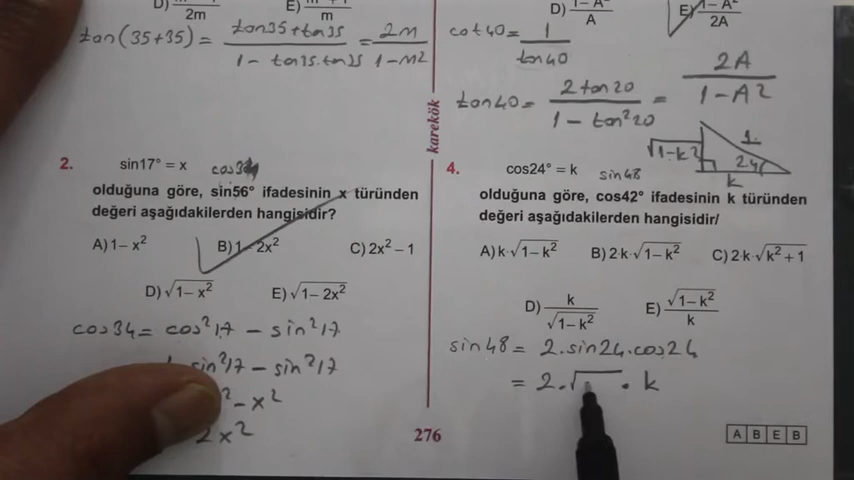 D)
2m
E)
m
tan(35+35) = tan35+tan35 / 1 - tan35.tan35 = 2m / 1-m2
2.
sin17° = x
olduğuna göre, sin56° ifadesinin x türünden
değeri aşağıdakilerden hangisidir?
A) 1– x²
B) 1–2x²
C) 2x² – 1
D) √1– x²
E) √1– 2x²
cos34 = cos²17 - sin²17
sin²17 - sin²17
- x²
2x²
karekök
276
D) 1–A² / A
E) 1–A² / 2A
cot40 = 1 / tan40
tan40 = 2tan20 / 1 - tan²20 = 2A / 1-A2
4.
cos24° = k
sin48
√1-k²
1
24
k
olduğuna göre, cos42° ifadesinin k türünden
değeri aşağıdakilerden hangisidir/
A) k·√1–k²
B) 2·k·√1–k²
C) 2·k·√k²+1
D) k / √1–k²
E) √1–k² / k
sin48 = 2.sin24.cos24
= 2.√ . k
A B E B